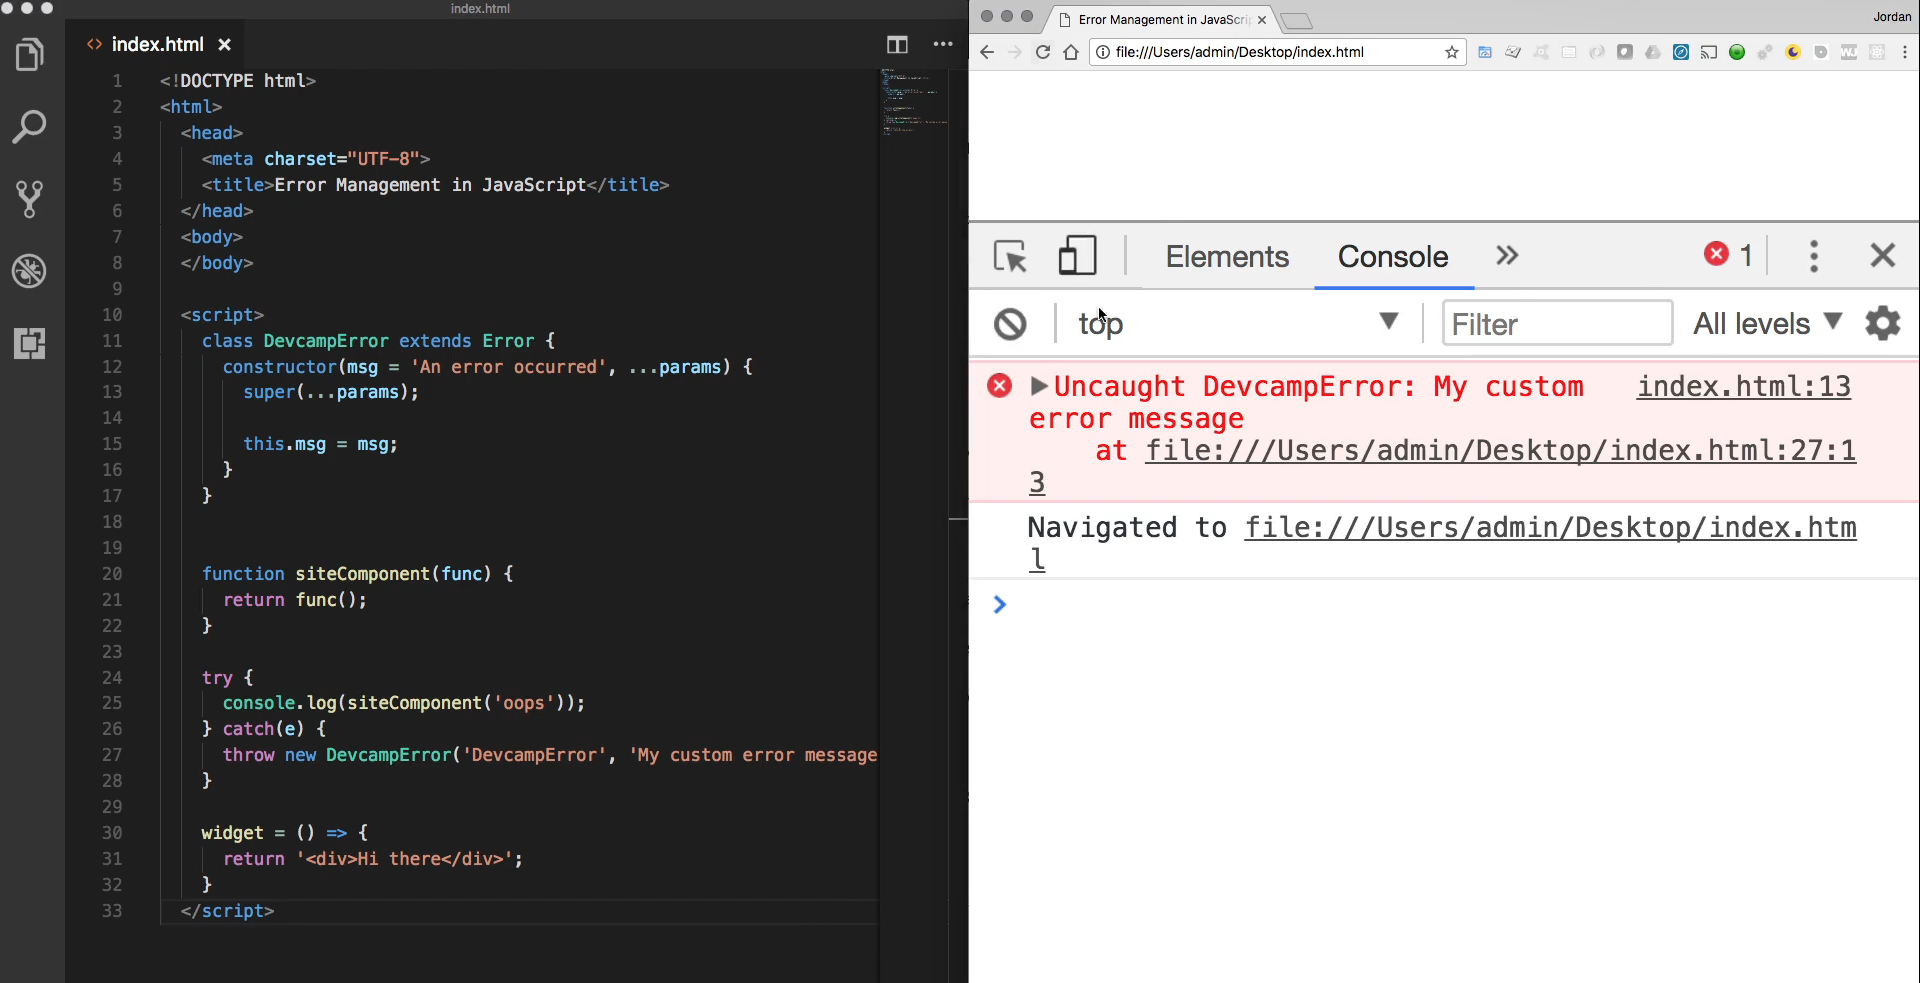 index.html
index.html
1 <!DOCTYPE html>
2 <html>
3 <head>
4 <meta charset="UTF-8">
5 <title>Error Management in JavaScript</title>
6 </head>
7 <body>
8 </body>
9
10 <script>
11 class DevcampError extends Error {
12 constructor(msg = 'An error occurred', ...params) {
13 super(...params);
14
15 this.msg = msg;
16 }
17 }
18
19
20 function siteComponent(func) {
21 return func();
22 }
23
24 try {
25 console.log(siteComponent('oops'));
26 } catch(e) {
27 throw new DevcampError('DevcampError', 'My custom error message
28 }
29
30 widget = () => {
31 return '<div>Hi there</div>';
32 }
33 </script>
Error Management in JavaScri
Jordan
file:///Users/admin/Desktop/index.html
Elements Console 1
top Filter All levels
Uncaught DevcampError: My custom index.html:13
error message
at file:///Users/admin/Desktop/index.html:27:1
3
Navigated to file:///Users/admin/Desktop/index.htm
l